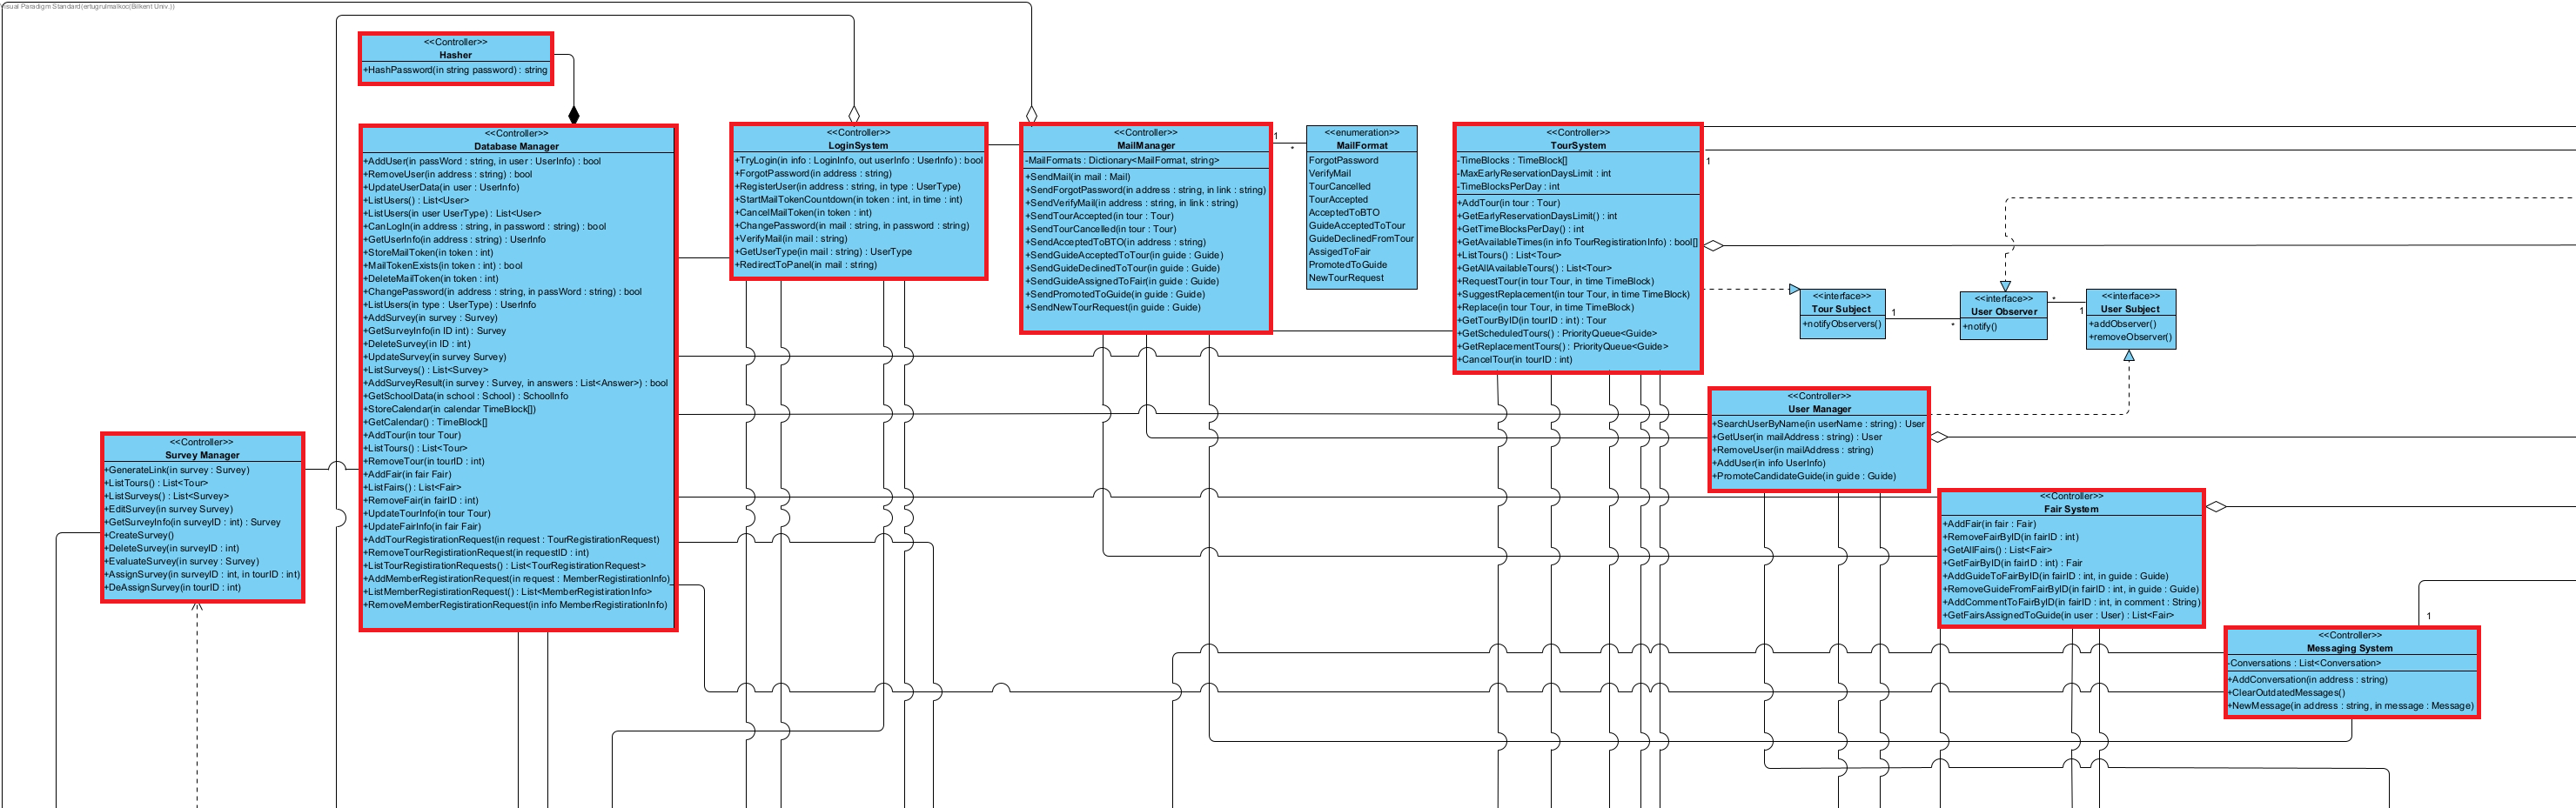 Visual Paradigm Standard(ertugrulmalkoc(Bilkent Univ.))
<<Controller>>
Hasher
+HashPassword(in string password) : string
<<Controller>>
Database Manager
+AddUser(in passWord : string, in user : UserInfo) : bool
+RemoveUser(in address : string) : bool
+UpdateUserData(in user : UserInfo)
+ListUsers() : List<User>
+ListUsers(in user UserType) : List<User>
+CanLogIn(in address : string, in password : string) : bool
+GetUserInfo(in address : string) : UserInfo
+StoreMailToken(in token : int)
+MailTokenExists(in token : int) : bool
+DeleteMailToken(in token : int)
+ChangePassword(in address : string, in passWord : string) : bool
+ListUsers(in type : UserType) : UserInfo
+AddSurvey(in survey : Survey)
+GetSurveyInfo(in ID int) : Survey
+DeleteSurvey(in ID : int)
+UpdateSurvey(in survey Survey)
+ListSurveys() : List<Survey>
+AddSurveyResult(in survey : Survey, in answers : List<Answer>) : bool
+GetSchoolData(in school : School) : SchoolInfo
+StoreCalendar(in calendar TimeBlock[])
+GetCalendar() : TimeBlock[]
+AddTour(in tour Tour)
+ListTours() : List<Tour>
+RemoveTour(in tourID : int)
+AddFair(in fair Fair)
+ListFairs() : List<Fair>
+RemoveFair(in fairID : int)
+UpdateTourInfo(in tour Tour)
+UpdateFairInfo(in fair Fair)
+AddTourRegistirationRequest(in request : TourRegistirationRequest)
+RemoveTourRegistirationRequest(in requestID : int)
+ListTourRegistirationRequests() : List<TourRegistirationRequest>
+AddMemberRegistirationRequest(in request : MemberRegistirationInfo)
+ListMemberRegistirationRequest() : List<MemberRegistirationInfo>
+RemoveMemberRegistirationRequest(in info MemberRegistirationInfo)
<<Controller>>
LoginSystem
+TryLogin(in info : LoginInfo, out userInfo : UserInfo) : bool
+ForgotPassword(in address : string)
+RegisterUser(in address : string, in type : UserType)
+StartMailTokenCountdown(in token : int, in time : int)
+CancelMailToken(in token : int)
+ChangePassword(in mail : string, in password : string)
+VerifyMail(in mail : string)
+GetUserType(in mail : string) : UserType
+RedirectToPanel(in mail : string)
<<Controller>>
MailManager
-MailFormats : Dictionary<MailFormat, string>
+SendMail(in mail : Mail)
+SendForgotPassword(in address : string, in link : string)
+SendVerifyMail(in address : string, in link : string)
+SendTourAccepted(in tour : Tour)
+SendTourCancelled(in tour : Tour)
+SendAcceptedToBTO(in address : string)
+SendGuideAcceptedToTour(in guide : Guide)
+SendGuideDeclinedToTour(in guide : Guide)
+SendGuideAssignedToFair(in guide : Guide)
+SendPromotedToGuide(in guide : Guide)
+SendNewTourRequest(in guide : Guide)
1
*
<<enumeration>>
MailFormat
ForgotPassword
VerifyMail
TourCancelled
TourAccepted
AcceptedToBTO
GuideAcceptedToTour
GuideDeclinedFromTour
AssigedToFair
PromotedToGuide
NewTourRequest
<<Controller>>
TourSystem
-TimeBlocks : TimeBlock[]
-MaxEarlyReservationDaysLimit : int
-TimeBlocksPerDay : int
+AddTour(in tour : Tour)
+GetEarlyReservationDaysLimit() : int
+GetTimeBlocksPerDay() : int
+GetAvailableTimes(in info TourRegistirationInfo) : bool[]
+ListTours() : List<Tour>
+GetAllAvailableTours() : List<Tour>
+RequestTour(in tour Tour, in time TimeBlock)
+SuggestReplacement(in tour Tour, in time TimeBlock)
+Replace(in tour Tour, in time TimeBlock)
+GetTourByID(in tourID : int) : Tour
+GetScheduledTours() : PriorityQueue<Guide>
+GetReplacementTours() : PriorityQueue<Guide>
+CancelTour(in tourID : int)
1
<<interface>>
Tour Subject
+notifyObservers()
1
*
<<interface>>
User Observer
+notify()
*
1
<<interface>>
User Subject
+addObserver()
+removeObserver()
<<Controller>>
User Manager
+SearchUserByName(in userName : string) : User
+GetUser(in mailAddress : string) : User
+RemoveUser(in mailAddress : string)
+AddUser(in info UserInfo)
+PromoteCandidateGuide(in guide : Guide)
<<Controller>>
Survey Manager
+GenerateLink(in survey : Survey)
+ListTours() : List<Tour>
+ListSurveys() : List<Survey>
+EditSurvey(in survey Survey)
+GetSurveyInfo(in surveyID : int) : Survey
+CreateSurvey()
+DeleteSurvey(in surveyID : int)
+EvaluateSurvey(in survey : Survey)
+AssignSurvey(in surveyID : int, in tourID : int)
+DeAssignSurvey(in tourID : int)
<<Controller>>
Fair System
+AddFair(in fair : Fair)
+RemoveFairByID(in fairID : int)
+GetAllFairs() : List<Fair>
+GetFairByID(in fairID : int) : Fair
+AddGuideToFairByID(in fairID : int, in guide : Guide)
+RemoveGuideFromFairByID(in fairID : int, in guide : Guide)
+AddCommentToFairByID(in fairID : int, in comment : String)
+GetFairsAssignedToGuide(in user : User) : List<Fair>
1
<<Controller>>
Messaging System
-Conversations : List<Conversation>
+AddConversation(in address : string)
+ClearOutdatedMessages()
+NewMessage(in address : string, in message : Message)